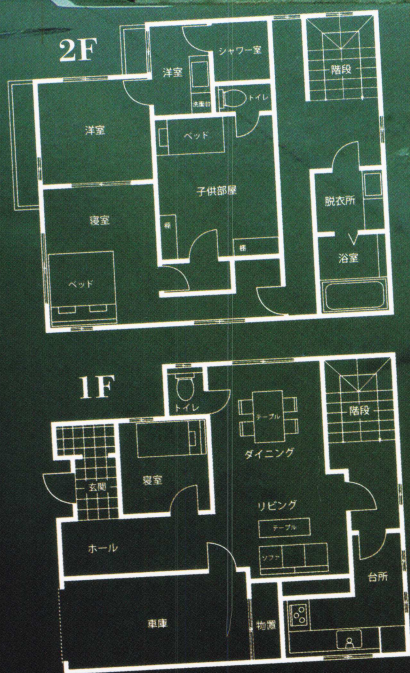 2F
洋室
シャワー室
階段
洗面台
トイレ
洋室
ベッド
子供部屋
脱衣所
寝室
棚
棚
浴室
ベッド
1F
トイレ
テーブル
階段
ダイニング
玄関
寝室
リビング
テーブル
ホール
ソファ
台所
車庫
物置